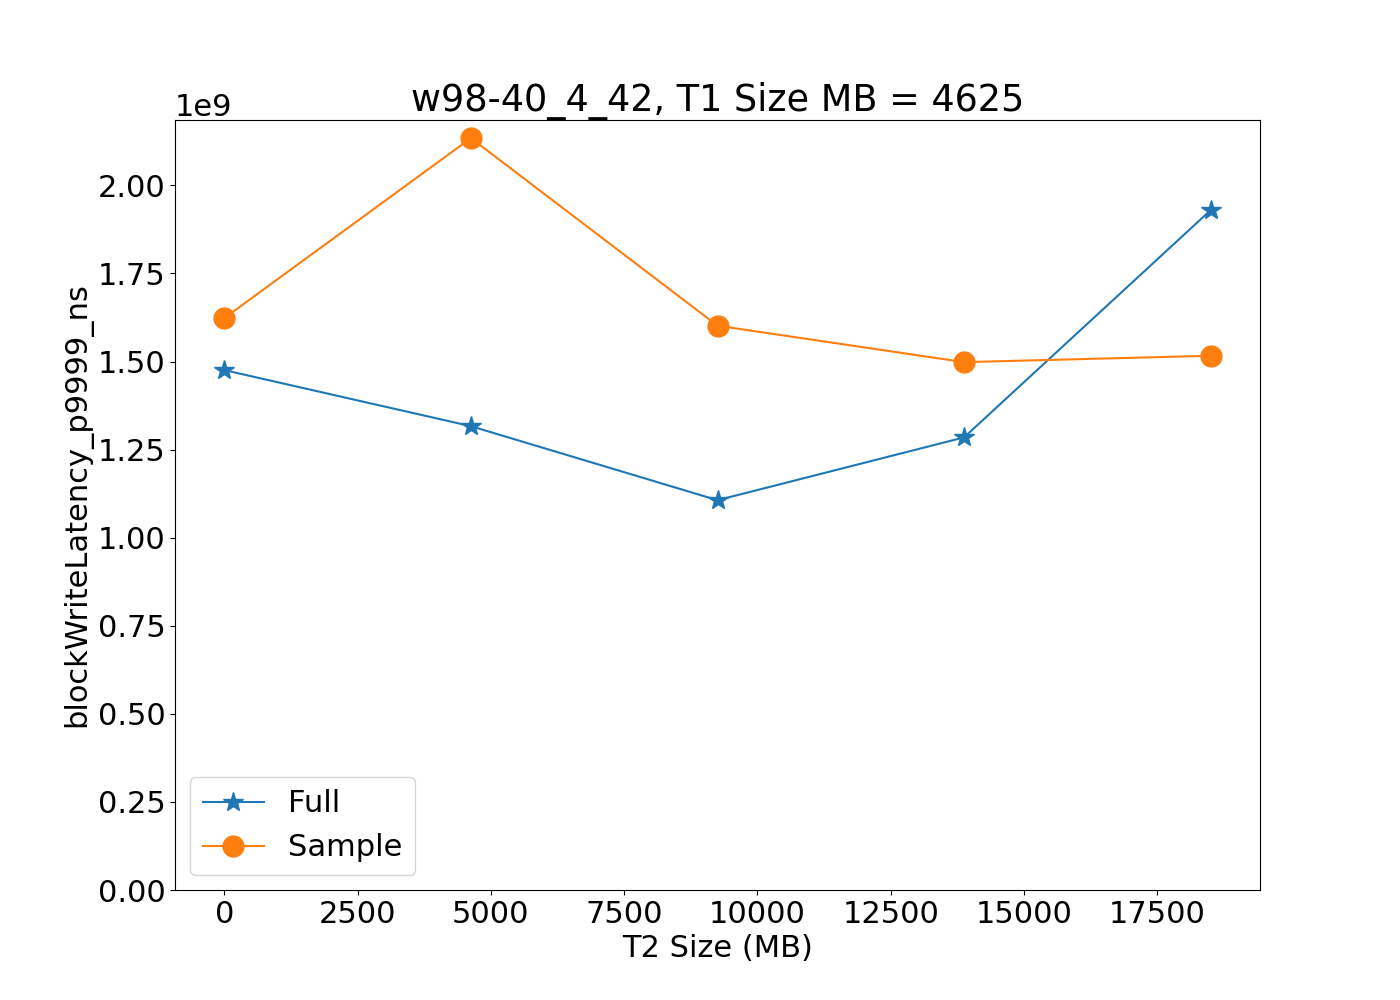 w98-40_4_42, T1 Size MB = 4625
1e9
2.00
1.75
1.50
1.25
1.00
0.75
0.50
0.25
0.00
blockWriteLatency_p9999_ns
Full
Sample
0 2500 5000 7500 10000 12500 15000 17500
T2 Size (MB)